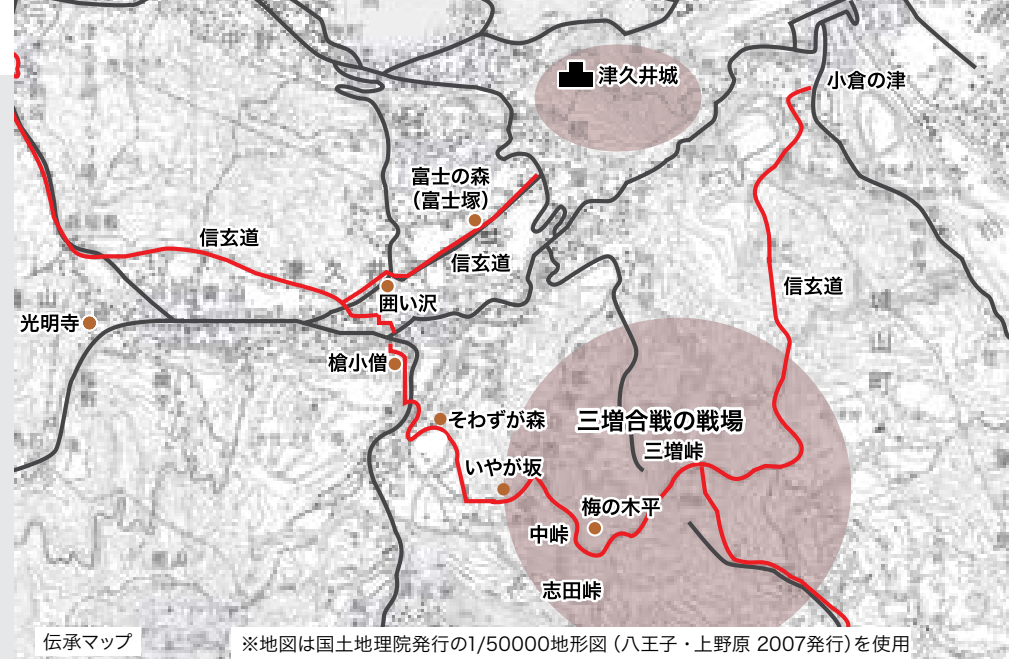 津久井城
小倉の津
富士の森
（富士塚）
信玄道
信玄道
信玄道
囲い沢
光明寺
槍小僧
そわずが森
三増合戦の戦場
三増峠
いやが坂
梅の木平
中峠
志田峠
城
山
町
伝承マップ
※地図は国土地理院発行の1/50000地形図（八王子・上野原 2007発行）を使用